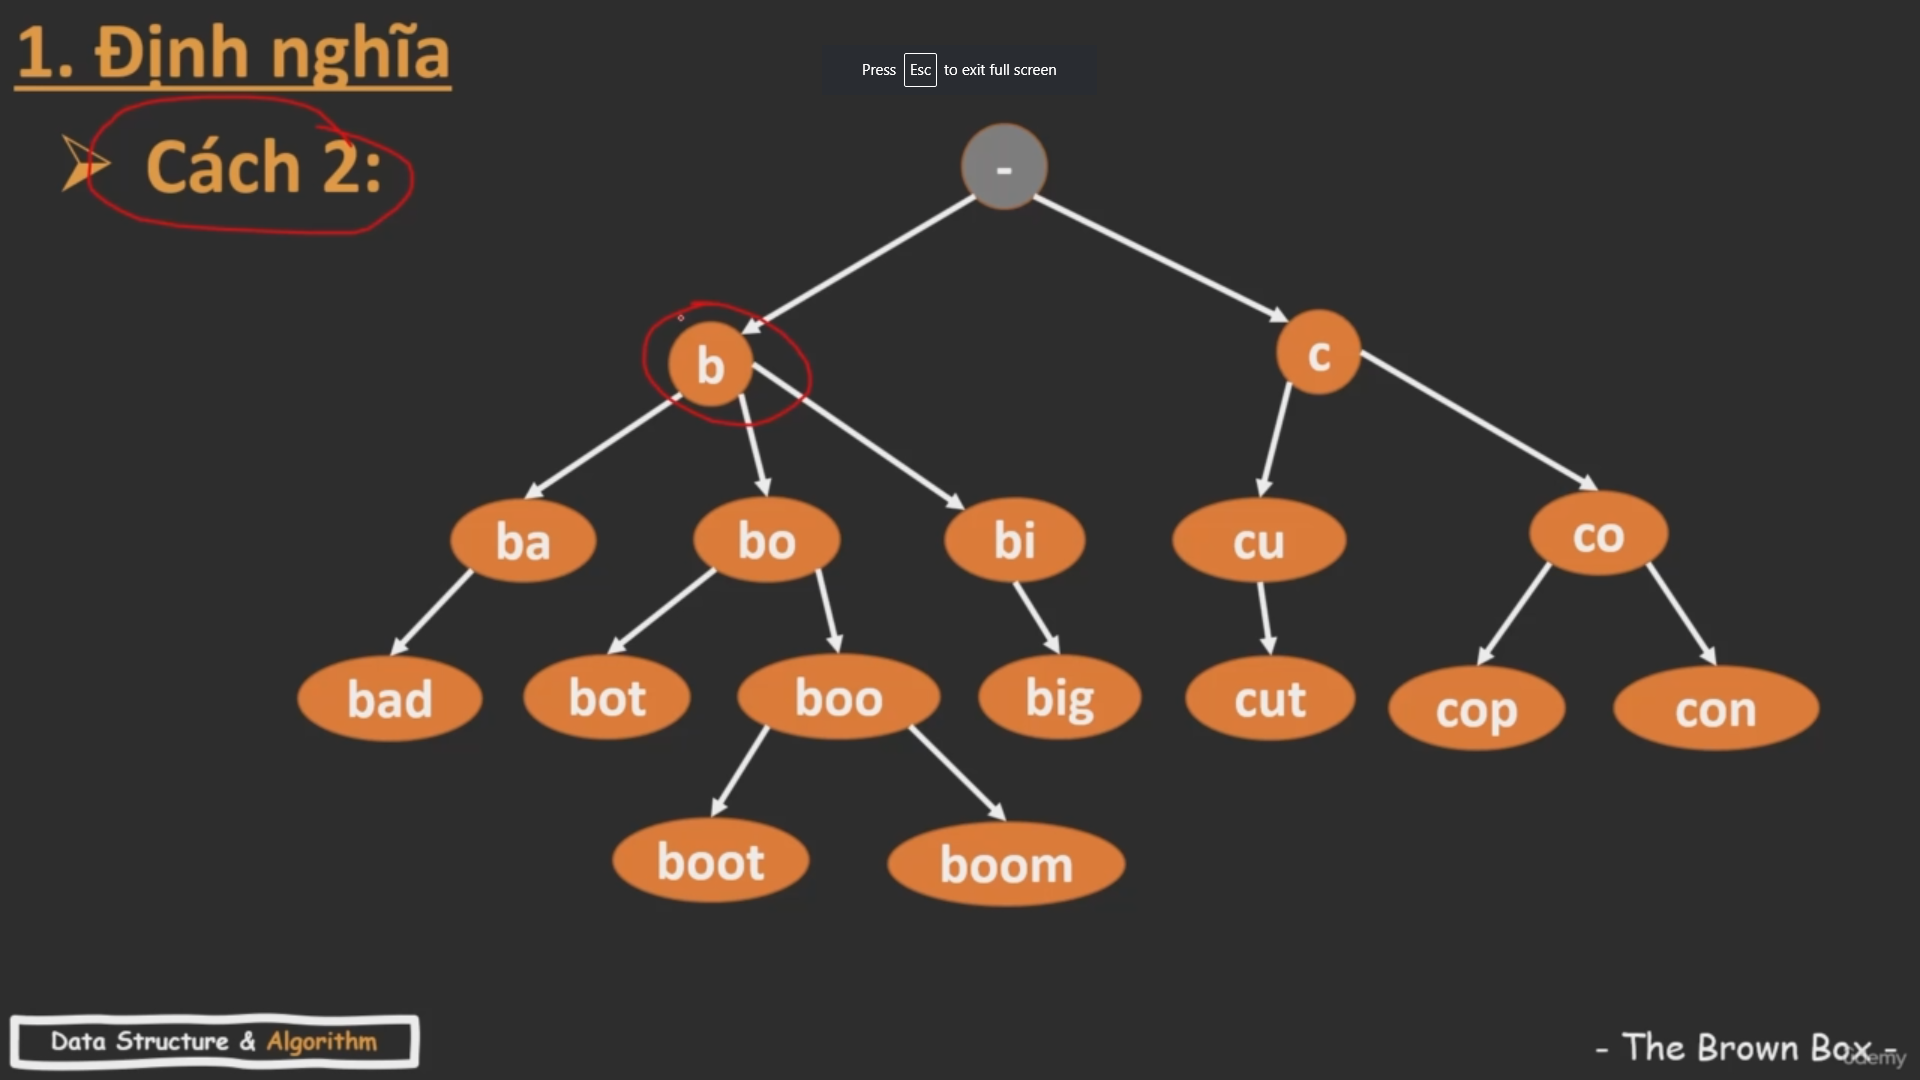 1. Định nghĩa
Press Esc to exit full screen
Cách 2:
-
b
c
ba
bo
bi
cu
co
bad
bot
boo
big
cut
cop
con
boot
boom
Data Structure & Algorithm
- The Brown Box -
udemy